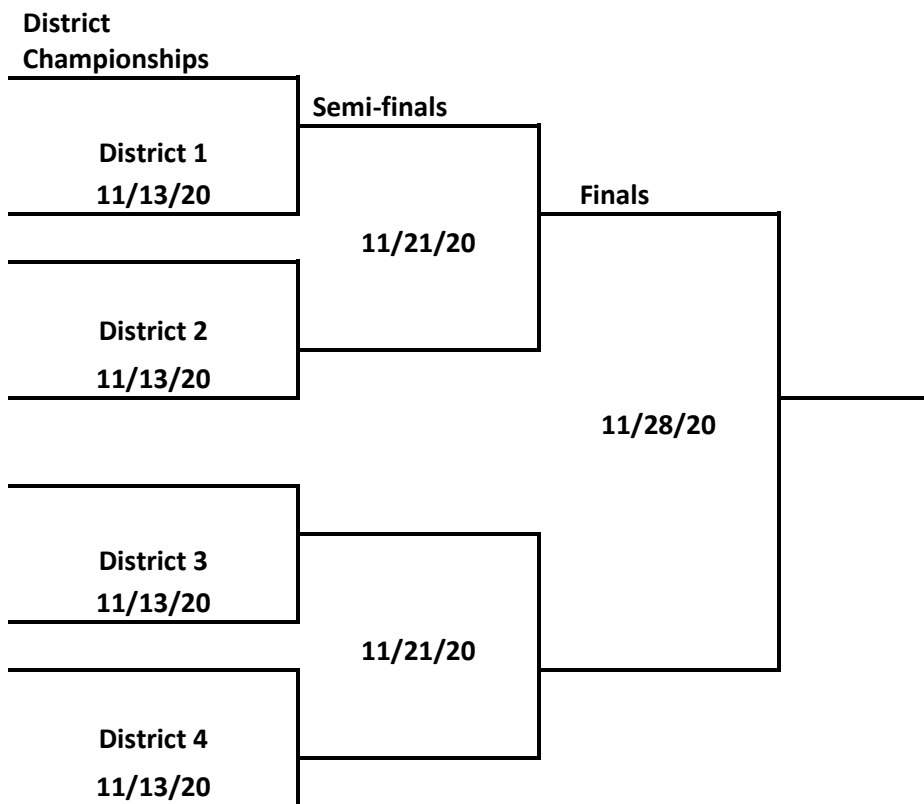 District
Championships
Semi-finals
District 1
11/13/20
Finals
11/21/20
District 2
11/13/20
11/28/20
District 3
11/13/20
11/21/20
District 4
11/13/20